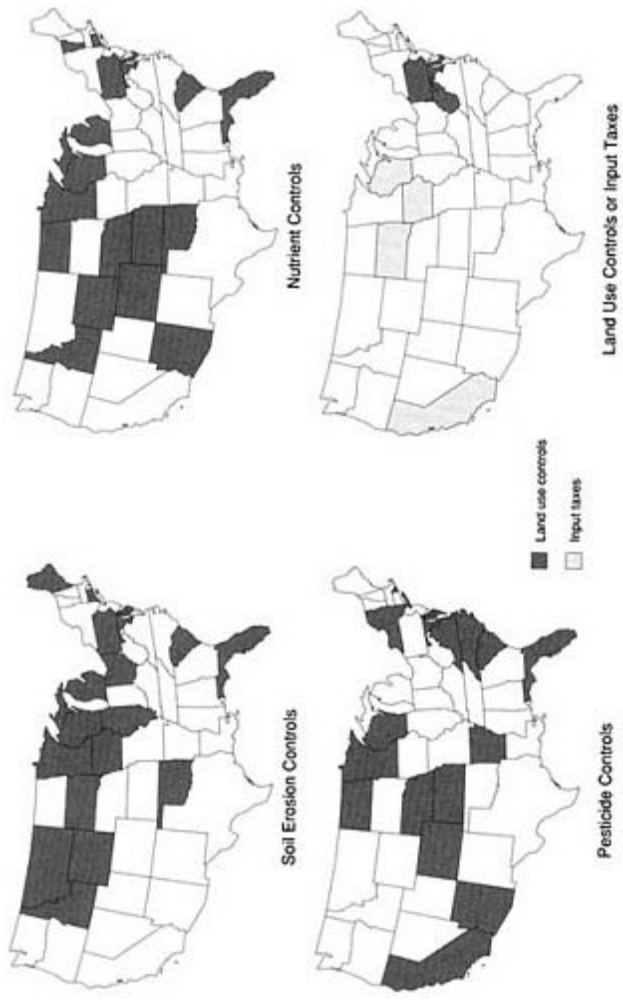 Nutrient Controls
Land Use Controls or Input Taxes
Land use controls
Input taxes
Soil Erosion Controls
Pesticide Controls